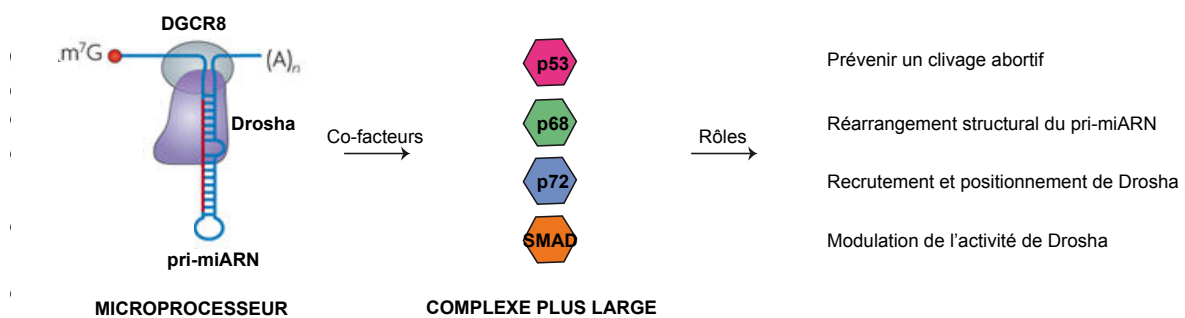 DGCR8
m⁷G
(A)n
Drosha
pri-miARN
MICROPROCESSEUR
Co-facteurs
p53
p68
p72
SMAD
COMPLEXE PLUS LARGE
Rôles
Prévenir un clivage abortif
Réarrangement structural du pri-miARN
Recrutement et positionnement de Drosha
Modulation de l’activité de Drosha